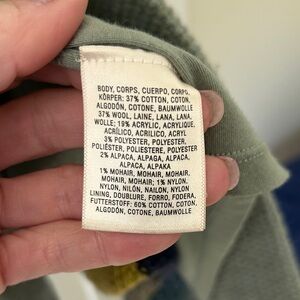 BODY, CORPS, CUERPO, CORPO,
KÖRPER: 37% COTTON, COTON,
ALGODÓN, COTONE, BAUMWOLLE
37% WOOL, LAINE, LANA, LANA,
WOLLE; 19% ACRYLIC, ACRYLIQUE,
ACRÍLICO, ACRILICO, ACRYL
3% POLYESTER, POLYESTER,
POLIÉSTER, POLIESTERE, POLYESTER
2% ALPACA, ALPAGA, ALPACA,
ALPACA, ALPAKA
1% MOHAIR, MOHAIR, MOHAIR,
MOHAIR, MOHAIR; 1% NYLON,
NYLON, NILÓN, NAILON, NYLON
LINING, DOUBLURE, FORRO, FODERA,
FUTTERSTOFF: 60% COTTON, COTON,
ALGODÓN, COTONE, BAUMWOLLE